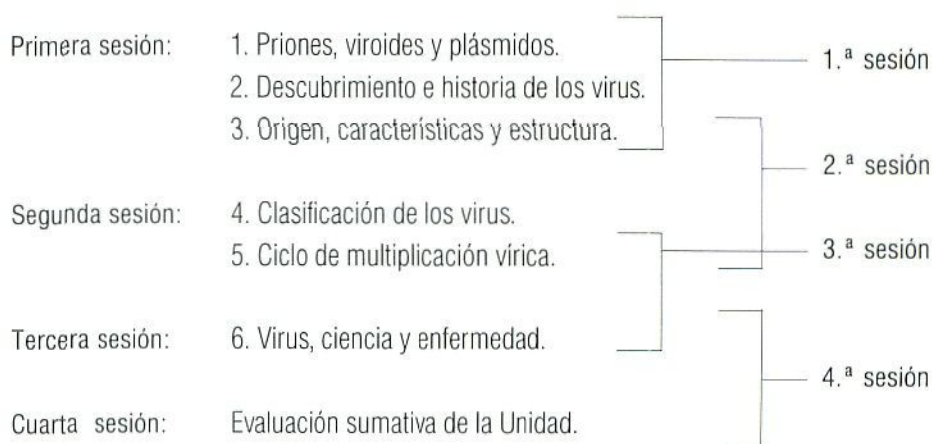 Primera sesión: 1. Priones, viroides y plásmidos.
1.ª sesión
2. Descubrimiento e historia de los virus.
3. Origen, características y estructura.
2.ª sesión
Segunda sesión: 4. Clasificación de los virus.
5. Ciclo de multiplicación vírica.
3.ª sesión
Tercera sesión: 6. Virus, ciencia y enfermedad.
4.ª sesión
Cuarta sesión: Evaluación sumativa de la Unidad.